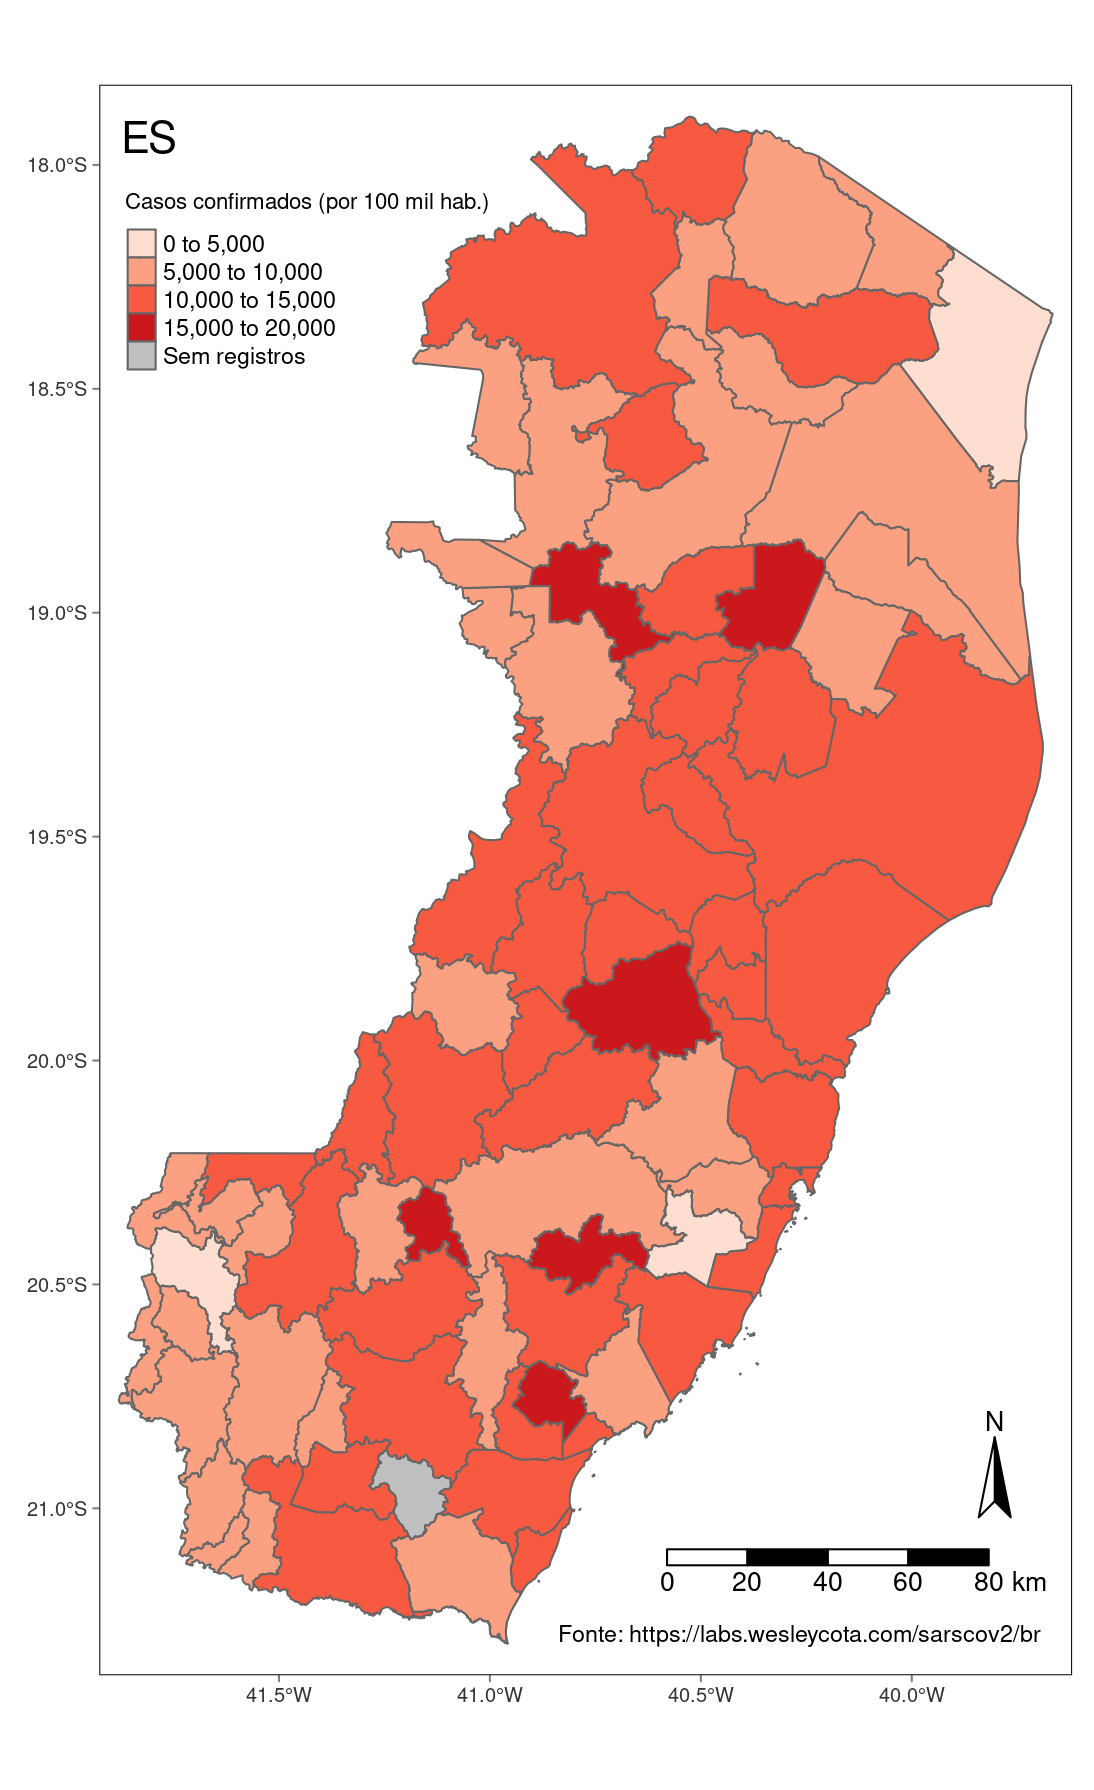 ES
Casos confirmados (por 100 mil hab.)
0 to 5,000
5,000 to 10,000
10,000 to 15,000
15,000 to 20,000
Sem registros
18.0°S
18.5°S
19.0°S
19.5°S
20.0°S
20.5°S
21.0°S
N
0 20 40 60 80 km
Fonte: https://labs.wesleycota.com/sarscov2/br
41.5°W 41.0°W 40.5°W 40.0°W